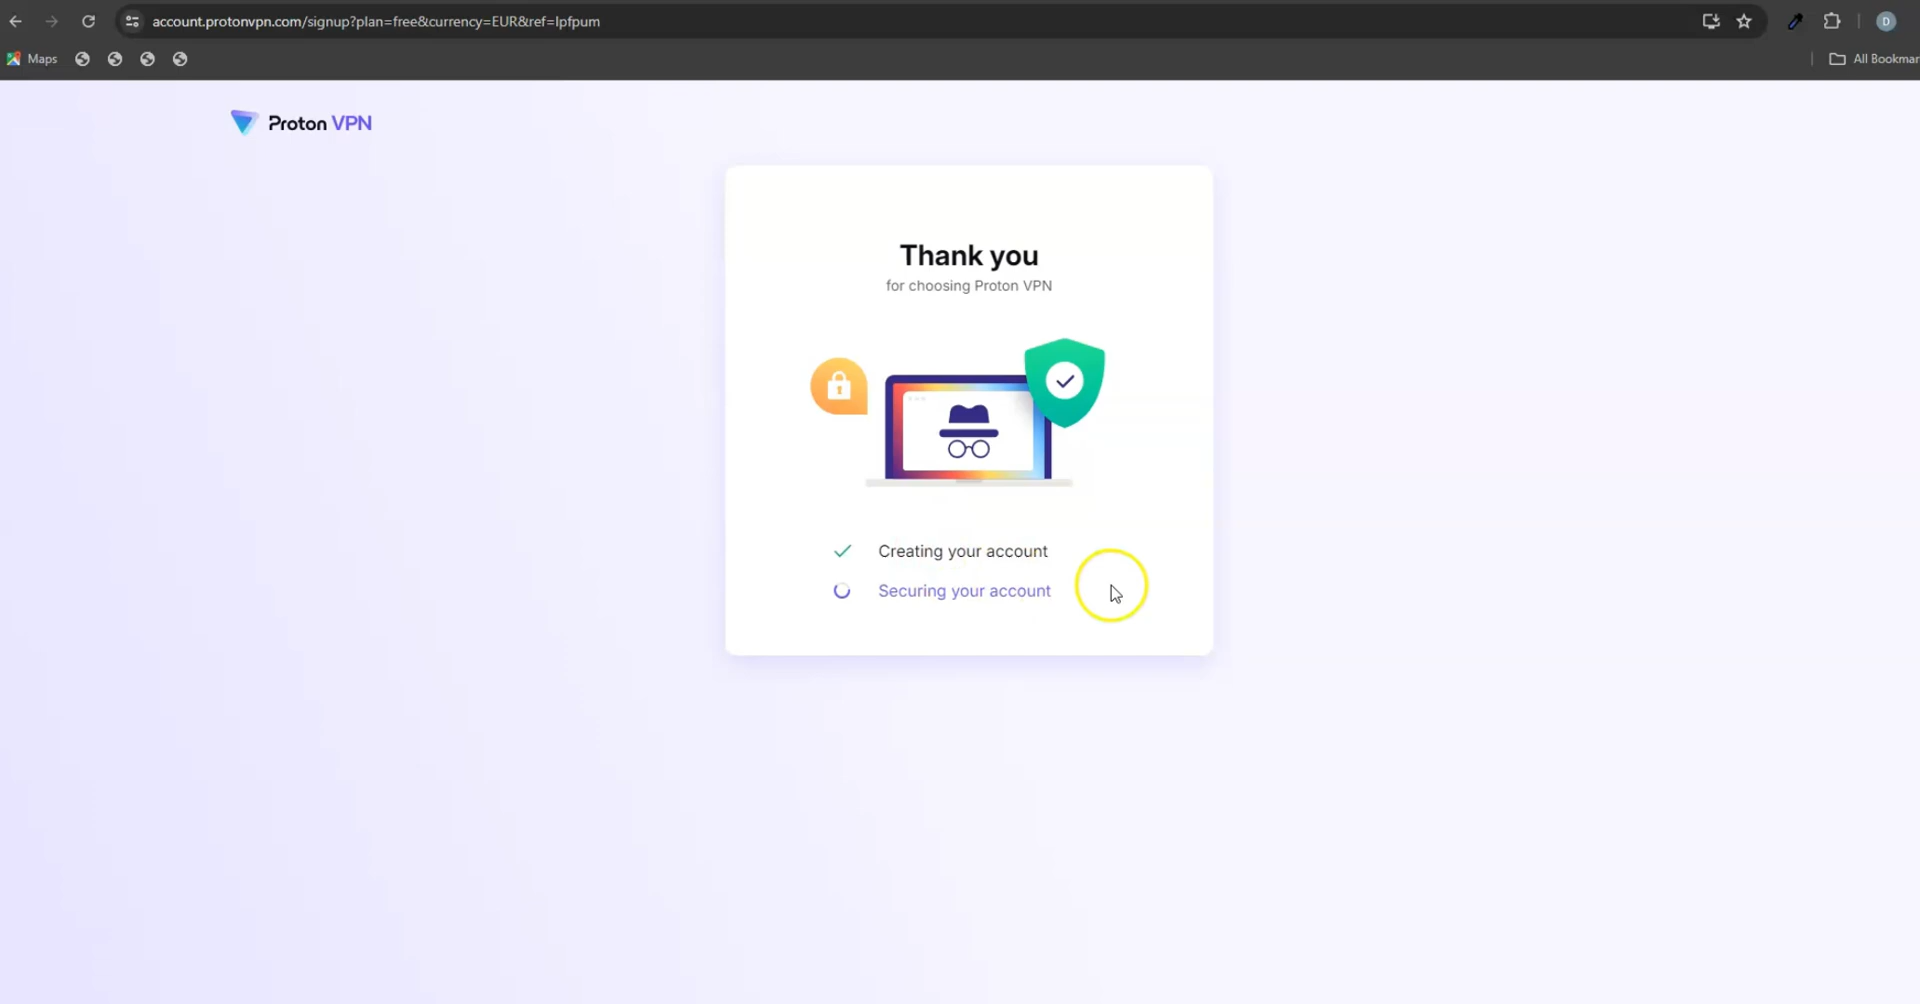 account.protonvpn.com/signup?plan=free&currency=EUR&ref=lpfpum
D
Maps
All Bookmar
Proton VPN
Thank you
for choosing Proton VPN
Creating your account
Securing your account